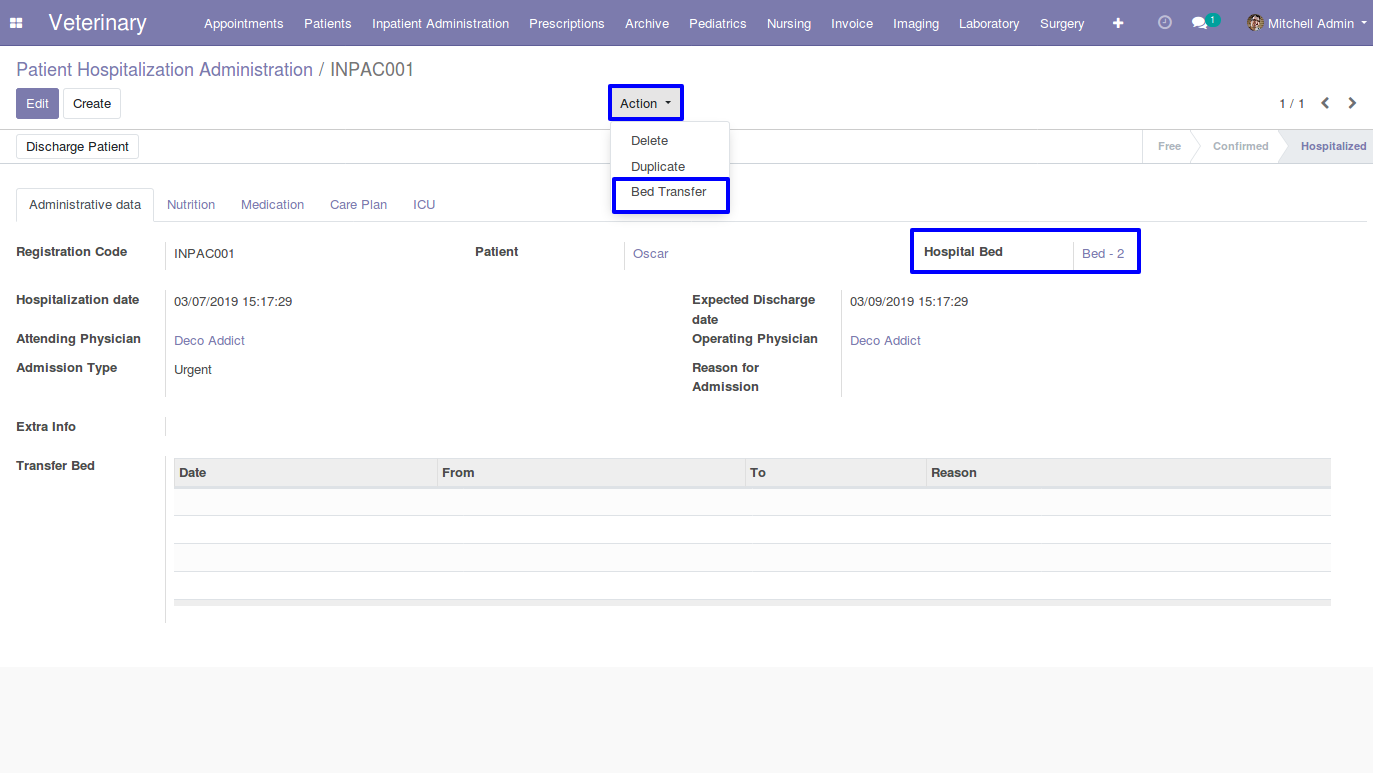 Veterinary Appointments Patients Inpatient Administration Prescriptions Archive Pediatrics Nursing Invoice Imaging Laboratory Surgery 1 Mitchell Admin
Patient Hospitalization Administration / INPAC001
Edit Create Action 1 / 1
Delete
Discharge Patient Free Confirmed Hospitalized
Duplicate
Bed Transfer
Administrative data Nutrition Medication Care Plan ICU
Registration Code INPAC001 Patient Oscar Hospital Bed Bed - 2
Hospitalization date 03/07/2019 15:17:29 Expected Discharge date 03/09/2019 15:17:29
Attending Physician Deco Addict Operating Physician Deco Addict
Admission Type Urgent Reason for Admission
Extra Info
Transfer Bed
Date From To Reason